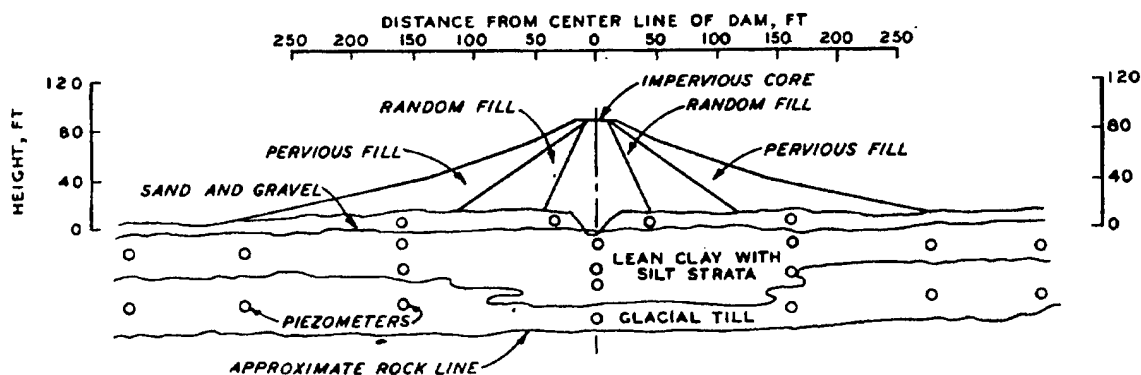 DISTANCE FROM CENTER LINE OF DAM, FT
250 200 150 100 50 0 50 100 150 200 250
120 IMPERVIOUS CORE 120
RANDOM FILL RANDOM FILL
HEIGHT, FT
80 80
PERVIOUS FILL PERVIOUS FILL
SAND AND GRAVEL
40 40
0 0
LEAN CLAY WITH
SILT STRATA
PIEZOMETERS GLACIAL TILL
APPROXIMATE ROCK LINE